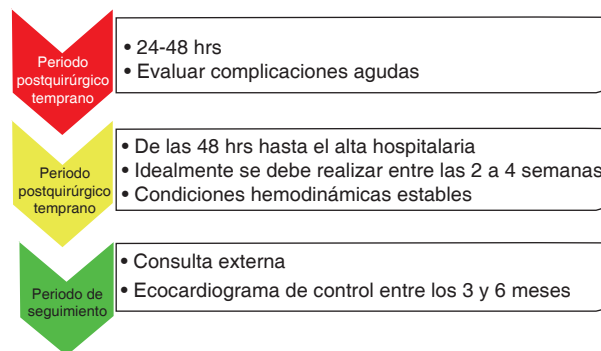 Periodo
postquirúrgico
temprano
• 24-48 hrs
• Evaluar complicaciones agudas
Periodo
postquirúrgico
temprano
• De las 48 hrs hasta el alta hospitalaria
• Idealmente se debe realizar entre las 2 a 4 semanas
• Condiciones hemodinámicas estables
Periodo de
seguimiento
• Consulta externa
• Ecocardiograma de control entre los 3 y 6 meses